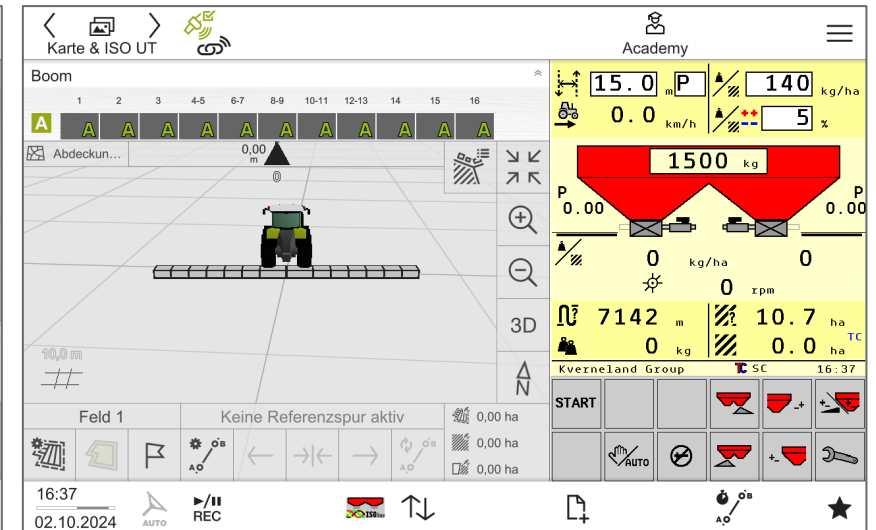 Karte & ISO UT
Academy
Boom
1 2 3 4-5 6-7 8-9 10-11 12-13 14 15 16
A A A A A A A A A A A A
Abdeckun...
0,00
m
0
3D
N
10,0 m
Feld 1
Keine Referenzspur aktiv
0,00 ha
0,00 ha
0,00 ha
A B
A B
16:37
02.10.2024
AUTO
REC
ISObus
A B
15.0 m P
140 kg/ha
0.0 km/h
5 %
1500 kg
P
0.00
P
0.00
0 kg/ha 0
0 rpm
7142 m
10.7 ha
0 kg
0.0 ha
TC
Kverneland Group TC SC 16:37
START
AUTO